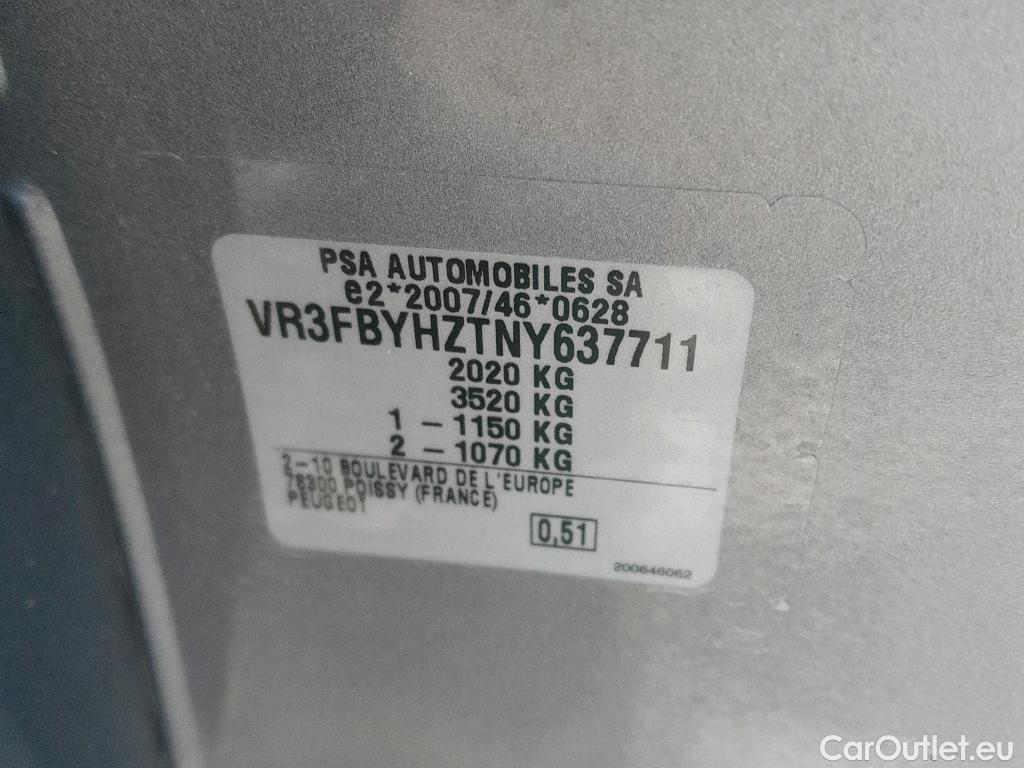 PSA AUTOMOBILES SA
e2*2007/46*0628
VR3FBYHZTNY637711
2020 KG
3520 KG
1 - 1150 KG
2 - 1070 KG
2-10 BOULEVARD DE L'EUROPE
78300 POISSY (FRANCE)
PEUGEOT
0,51
200646062
CarOutlet.eu